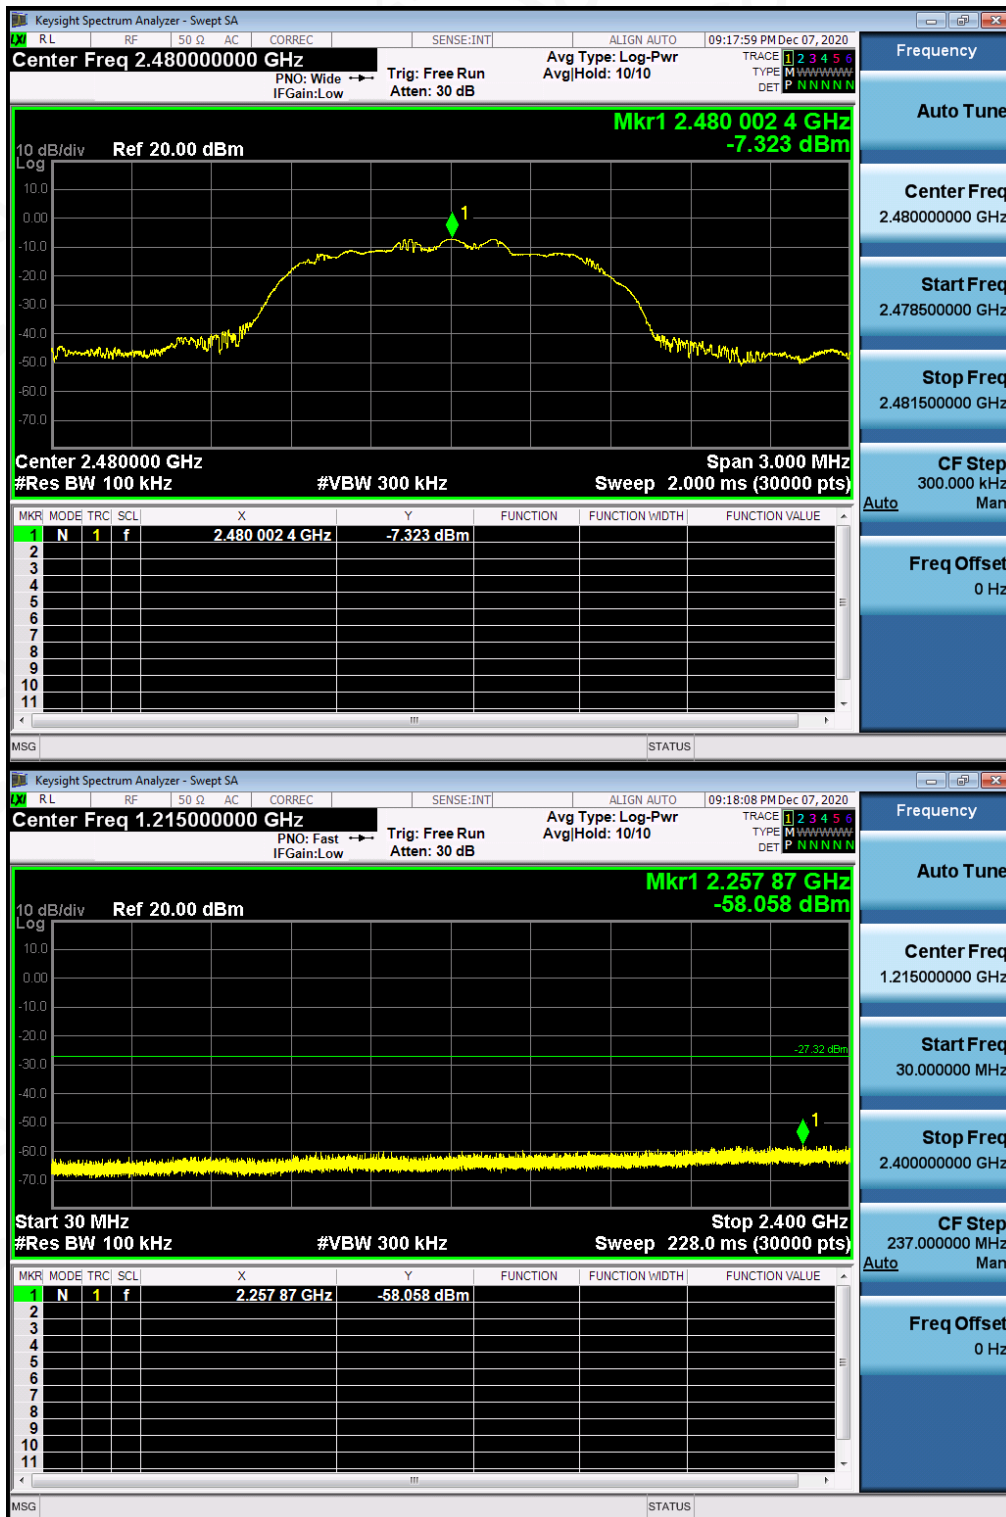 Keysight Spectrum Analyzer - Swept SA
LXI RL RF 50 Ω AC CORREC SENSE:INT ALIGN AUTO 09:17:59 PM Dec 07, 2020
Center Freq 2.480000000 GHz
PNO: Wide
IFGain:Low
Trig: Free Run
Atten: 30 dB
Avg Type: Log-Pwr
Avg|Hold: 10/10
TRACE 1 2 3 4 5 6
TYPE M WWWWW
DET P N N N N N
Mkr1 2.480 002 4 GHz
-7.323 dBm
10 dB/div Ref 20.00 dBm
Log
10.0
0.00
-10.0
-20.0
-30.0
-40.0
-50.0
-60.0
-70.0
1
Center 2.480000 GHz Span 3.000 MHz
#Res BW 100 kHz #VBW 300 kHz Sweep 2.000 ms (30000 pts)
MKR MODE TRC SCL X Y FUNCTION FUNCTION WIDTH FUNCTION VALUE
1 N 1 f 2.480 002 4 GHz -7.323 dBm
2
3
4
5
6
7
8
9
10
11
MSG STATUS
Frequency
Auto Tune
Center Freq
2.480000000 GHz
Start Freq
2.478500000 GHz
Stop Freq
2.481500000 GHz
CF Step
300.000 kHz
Auto Man
Freq Offset
0 Hz
Keysight Spectrum Analyzer - Swept SA
LXI RL RF 50 Ω AC CORREC SENSE:INT ALIGN AUTO 09:18:08 PM Dec 07, 2020
Center Freq 1.215000000 GHz
PNO: Fast
IFGain:Low
Trig: Free Run
Atten: 30 dB
Avg Type: Log-Pwr
Avg|Hold: 10/10
TRACE 1 2 3 4 5 6
TYPE M WWWWW
DET P N N N N N
Mkr1 2.257 87 GHz
-58.058 dBm
10 dB/div Ref 20.00 dBm
Log
10.0
0.00
-10.0
-20.0
-30.0
-40.0
-50.0
-60.0
-70.0
-27.32 dBm
1
Start 30 MHz Stop 2.400 GHz
#Res BW 100 kHz #VBW 300 kHz Sweep 228.0 ms (30000 pts)
MKR MODE TRC SCL X Y FUNCTION FUNCTION WIDTH FUNCTION VALUE
1 N 1 f 2.257 87 GHz -58.058 dBm
2
3
4
5
6
7
8
9
10
11
MSG STATUS
Frequency
Auto Tune
Center Freq
1.215000000 GHz
Start Freq
30.000000 MHz
Stop Freq
2.400000000 GHz
CF Step
237.000000 MHz
Auto Man
Freq Offset
0 Hz